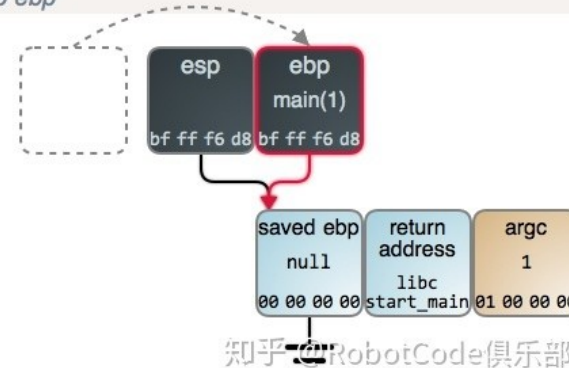 ebp
esp
ebp
main(1)
bf ff f6 d8
bf ff f6 d8
saved ebp
null
00 00 00 00
return
address
libc
start_main
argc
1
01 00 00 00
知乎 @RobotCode俱乐部